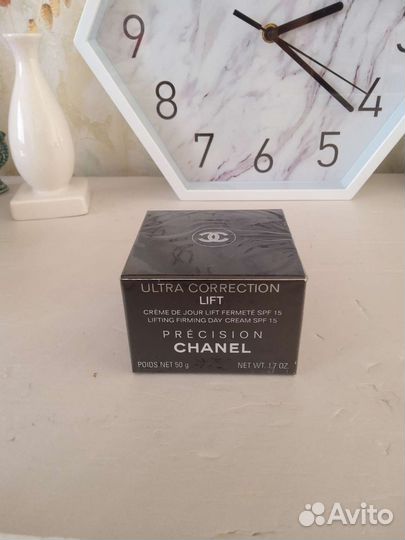 9
8
7
6
5
4
ULTRA CORRECTION
LIFT
CRÈME DE JOUR LIFT FERMETÉ SPF 15
LIFTING FIRMING DAY CREAM SPF 15
PRÉCISION
CHANEL
POIDS NET 50 g NET WT. 1.7 OZ.
Avito